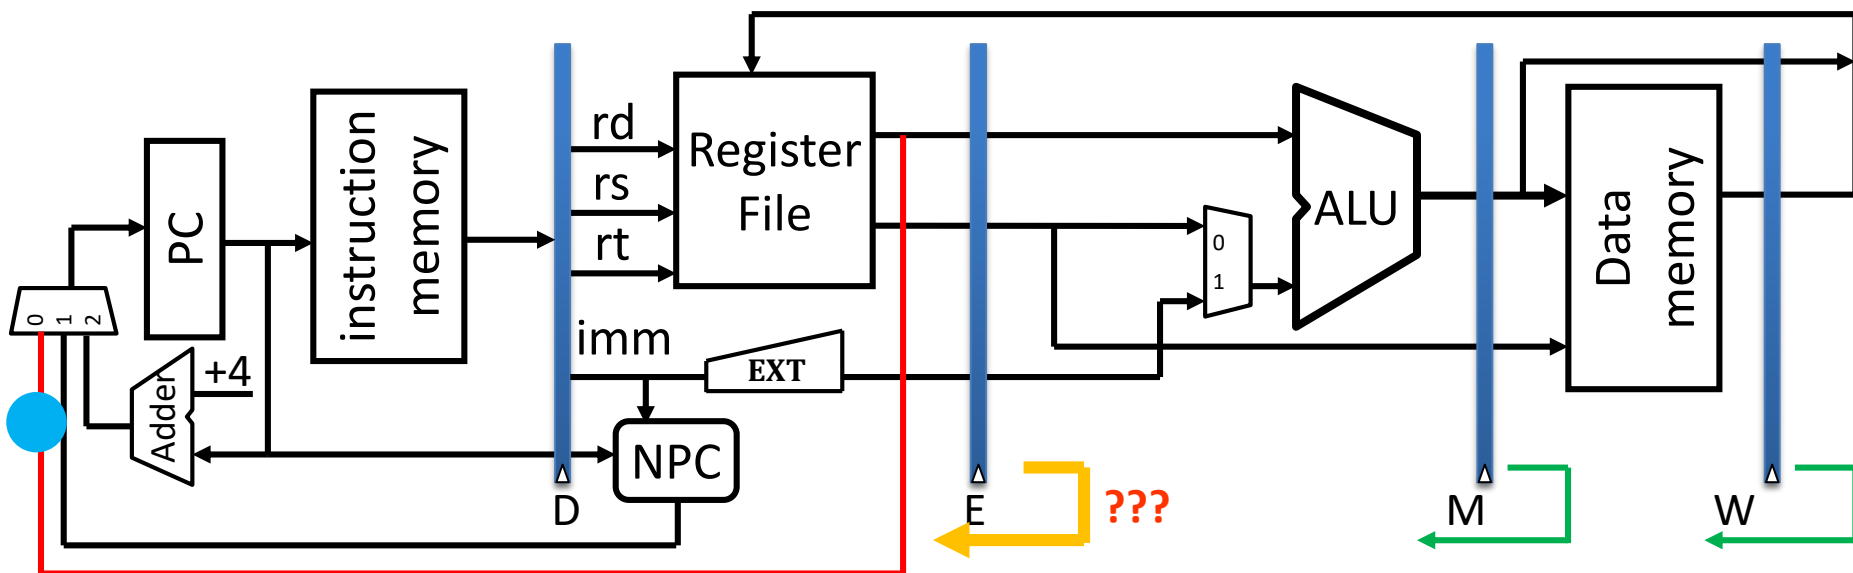 PC
instruction
memory
0
1
2
Adder
+4
rd
rs
rt
imm
Register
File
EXT
NPC
D
0
1
ALU
E
???
Data
memory
M
W